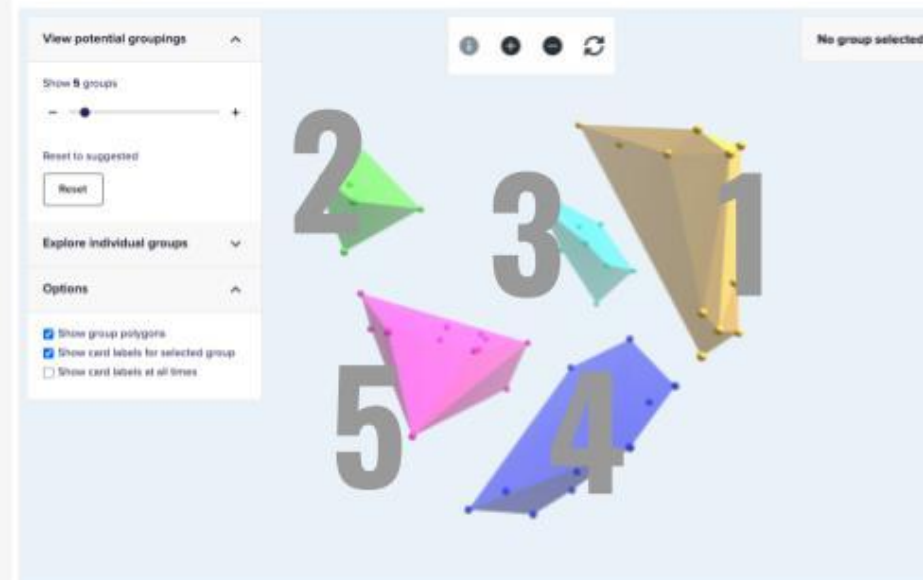 View potential groupings
Show 5 groups
Reset to suggested
Reset
Explore individual groups
Options
Show group polygons
Show card labels for selected group
Show card labels at all times
No group selected
2
3
1
5
4